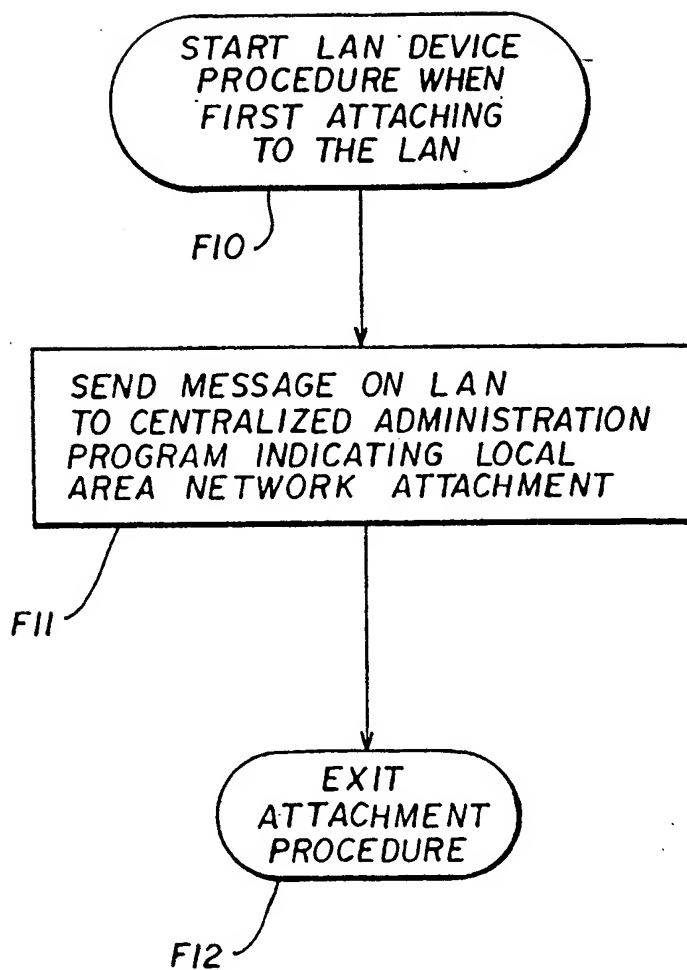 START LAN DEVICE
PROCEDURE WHEN
FIRST ATTACHING
TO THE LAN
F10
SEND MESSAGE ON LAN
TO CENTRALIZED ADMINISTRATION
PROGRAM INDICATING LOCAL
AREA NETWORK ATTACHMENT
F11
EXIT
ATTACHMENT
PROCEDURE
F12